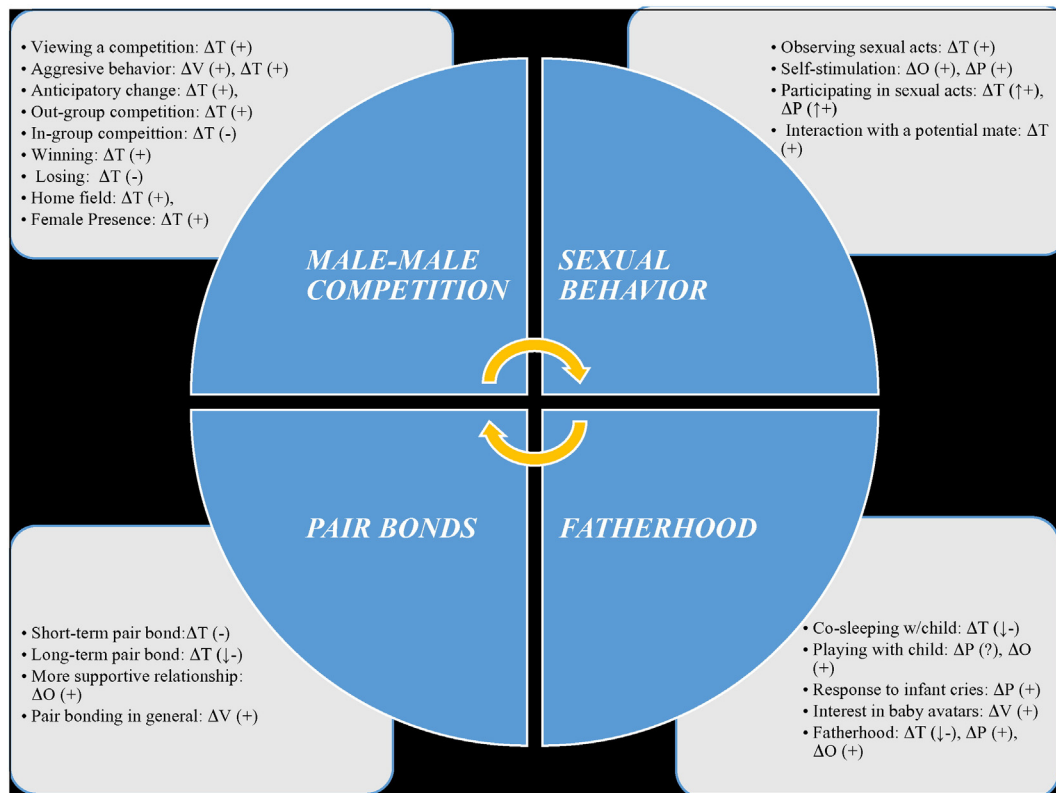 • Viewing a competition: ΔT (+)
• Aggresive behavior: ΔV (+), ΔT (+)
• Anticipatory change: ΔT (+),
• Out-group competition: ΔT (+)
• In-group compeittion: ΔT (-)
• Winning: ΔT (+)
• Losing: ΔT (-)
• Home field: ΔT (+),
• Female Presence: ΔT (+)
• Observing sexual acts: ΔT (+)
• Self-stimulation: ΔO (+), ΔP (+)
• Participating in sexual acts: ΔT (↑+),
ΔP (↑+)
• Interaction with a potential mate: ΔT
(+)
MALE-MALE
COMPETITION
SEXUAL
BEHAVIOR
PAIR BONDS
FATHERHOOD
• Short-term pair bond:ΔT (-)
• Long-term pair bond: ΔT (↓-)
• More supportive relationship:
ΔO (+)
• Pair bonding in general: ΔV (+)
• Co-sleeping w/child: ΔT (↓-)
• Playing with child: ΔP (?), ΔO
(+)
• Response to infant cries: ΔP (+)
• Interest in baby avatars: ΔV (+)
• Fatherhood: ΔT (↓-), ΔP (+),
ΔO (+)